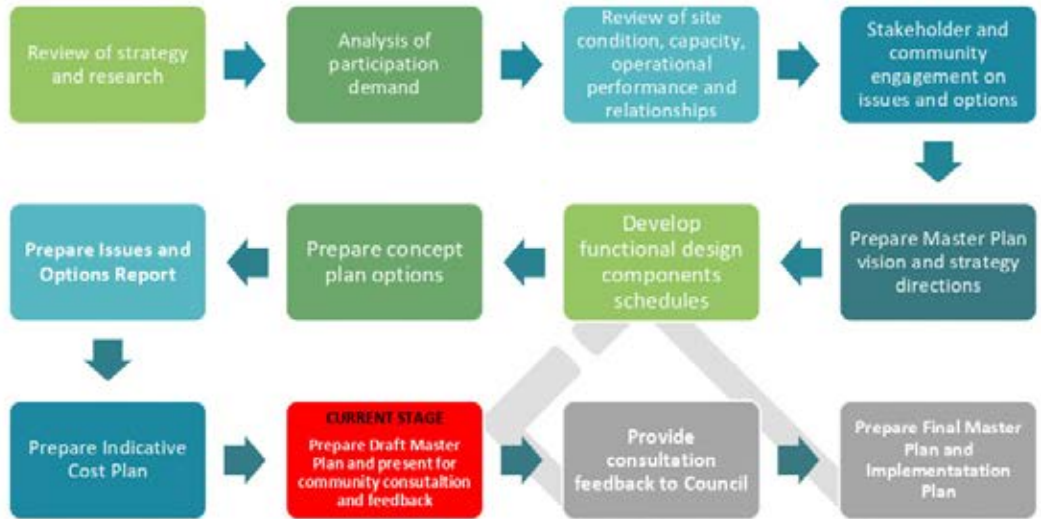 Review of strategy
and research
Analysis of
participation
demand
Review of site
condition, capacity,
operational
performance and
relationships
Stakeholder and
community
engagement on
issues and options
Prepare Master Plan
vision and strategy
directions
Develop
functional design
components
schedules
Prepare concept
plan options
Prepare Issues and
Options Report
Prepare Indicative
Cost Plan
CURRENT STAGE
Prepare Draft Master
Plan and present for
community consutaltion
and feedback
Provide
consultation
feedback to Council
Prepare Final Master
Plan and
Implementatation
Plan